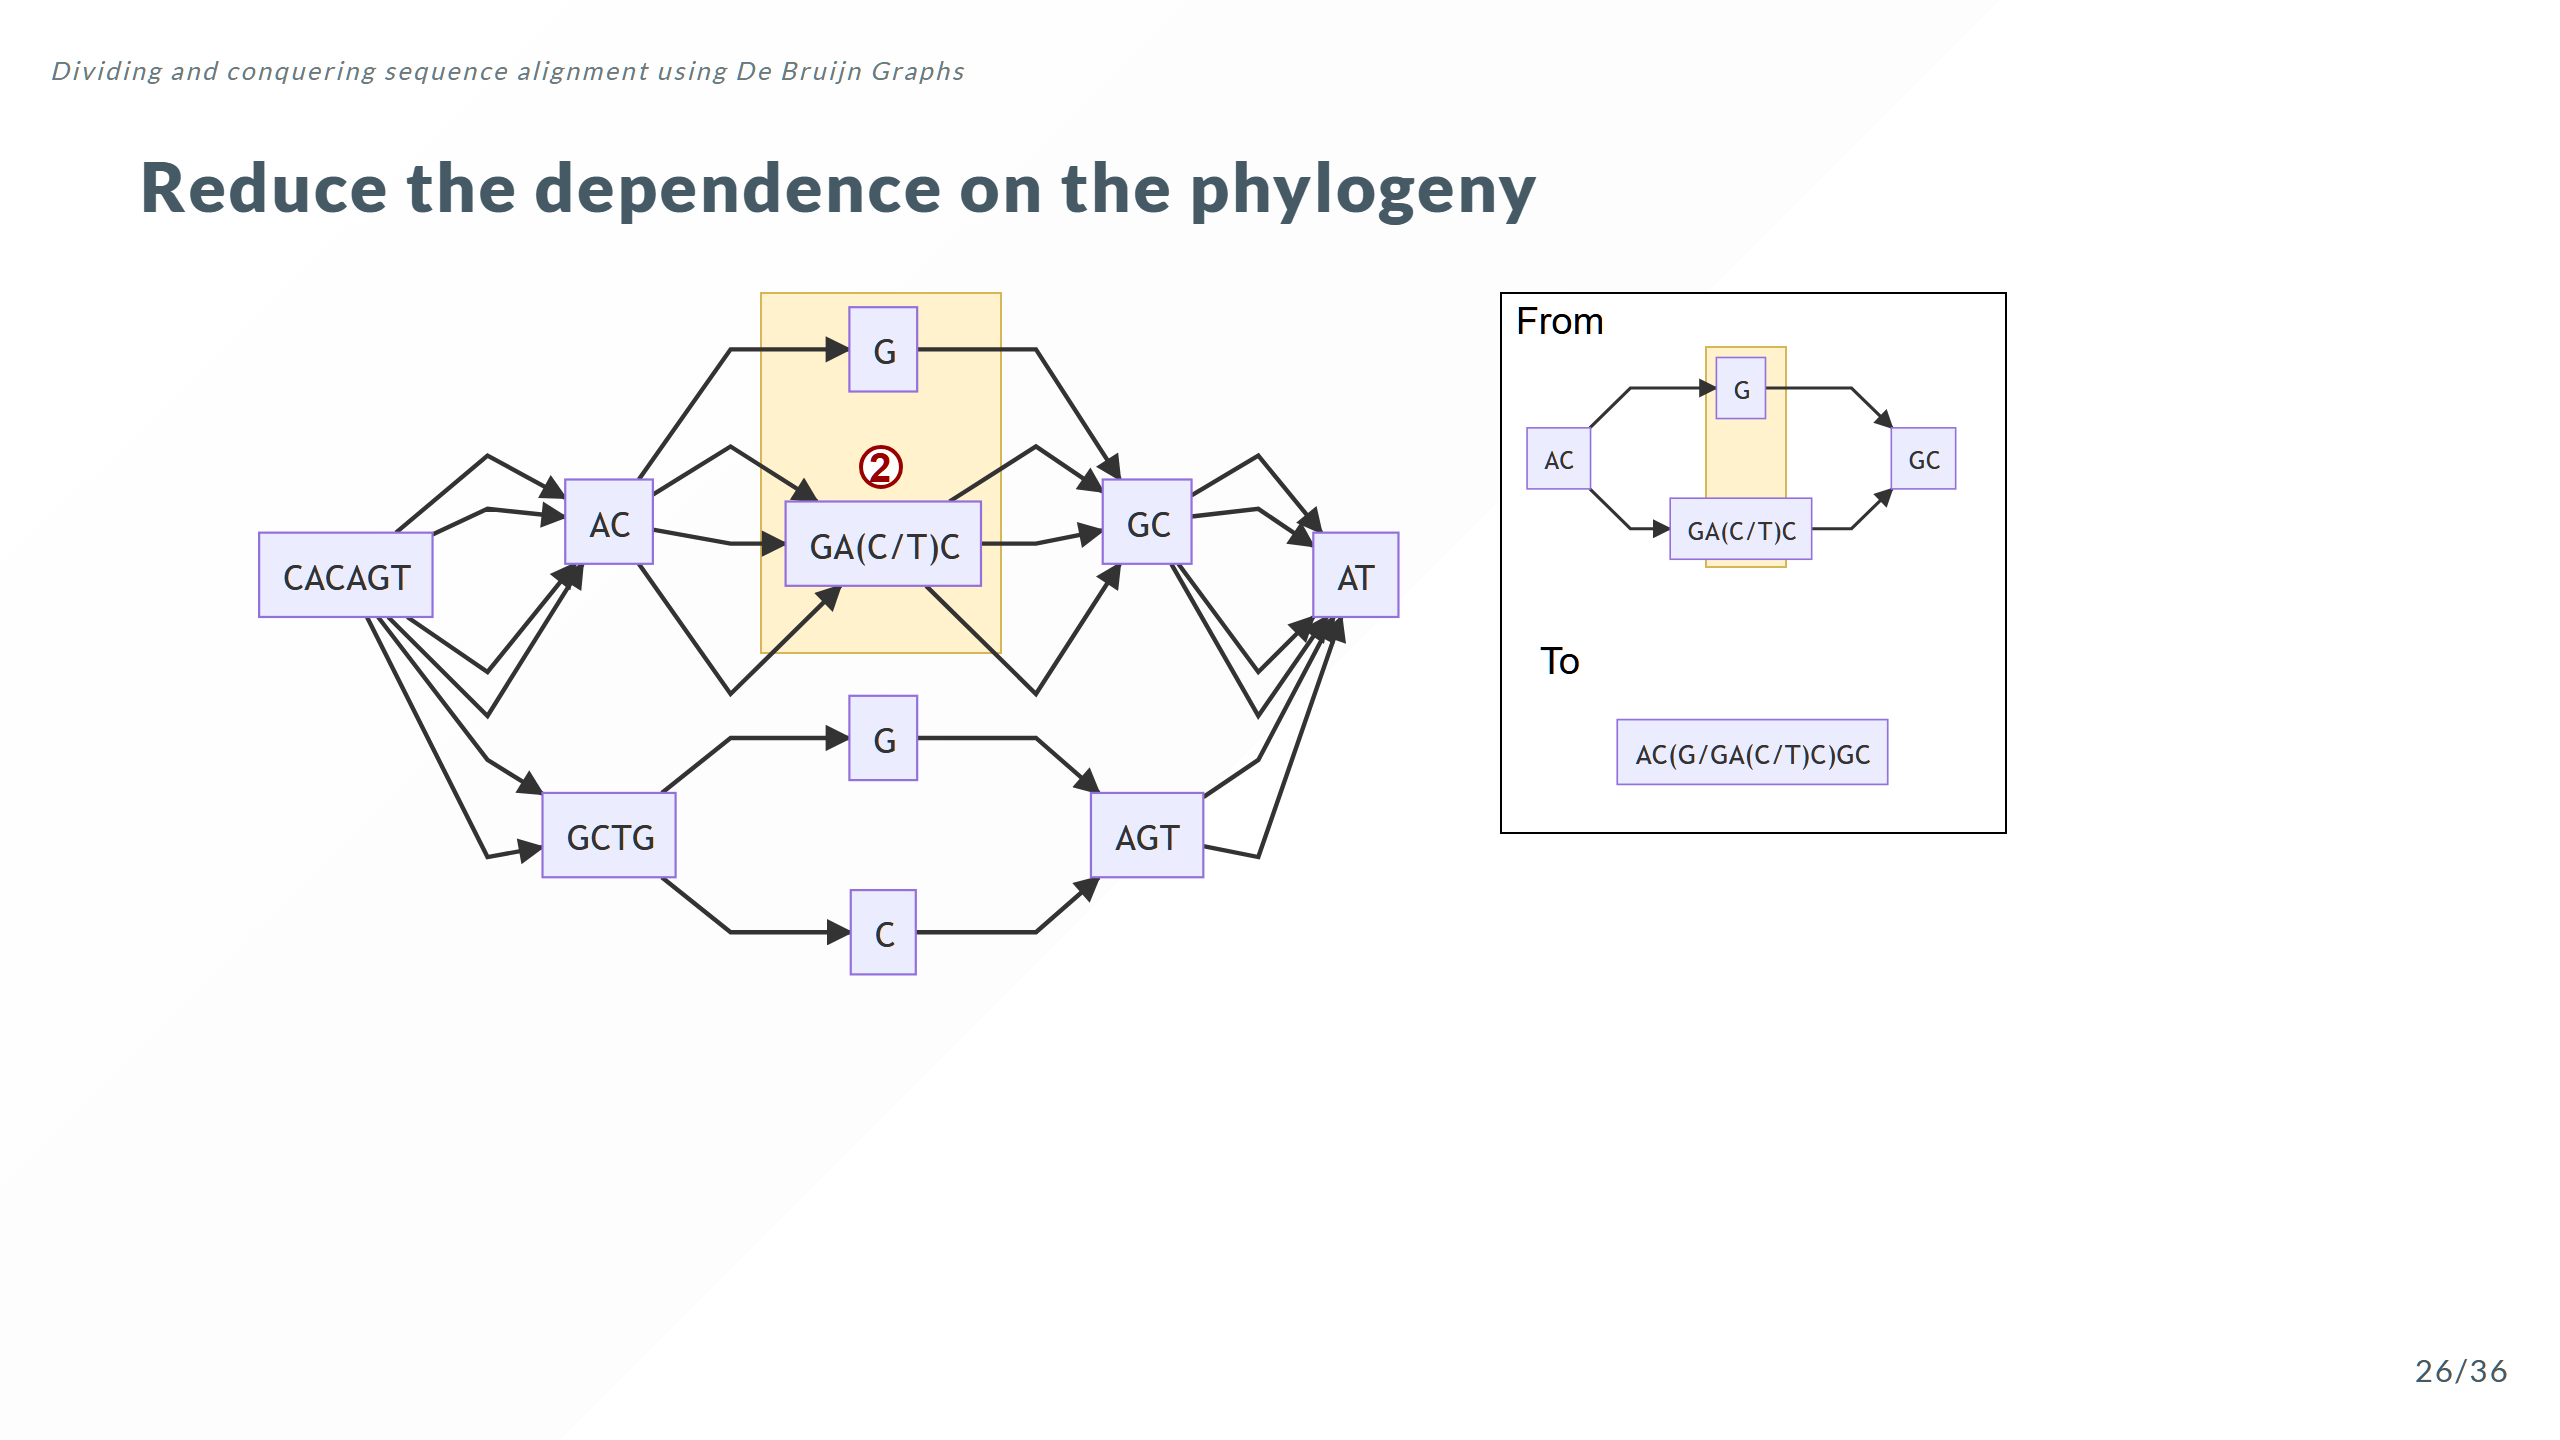 Dividing and conquering sequence alignment using De Bruijn Graphs
Reduce the dependence on the phylogeny
G
②
CACAGT
AC
GA(C/T)C
GC
AT
G
GCTG
AGT
C
From
G
AC
GC
GA(C/T)C
To
AC(G/GA(C/T)C)GC
26/36